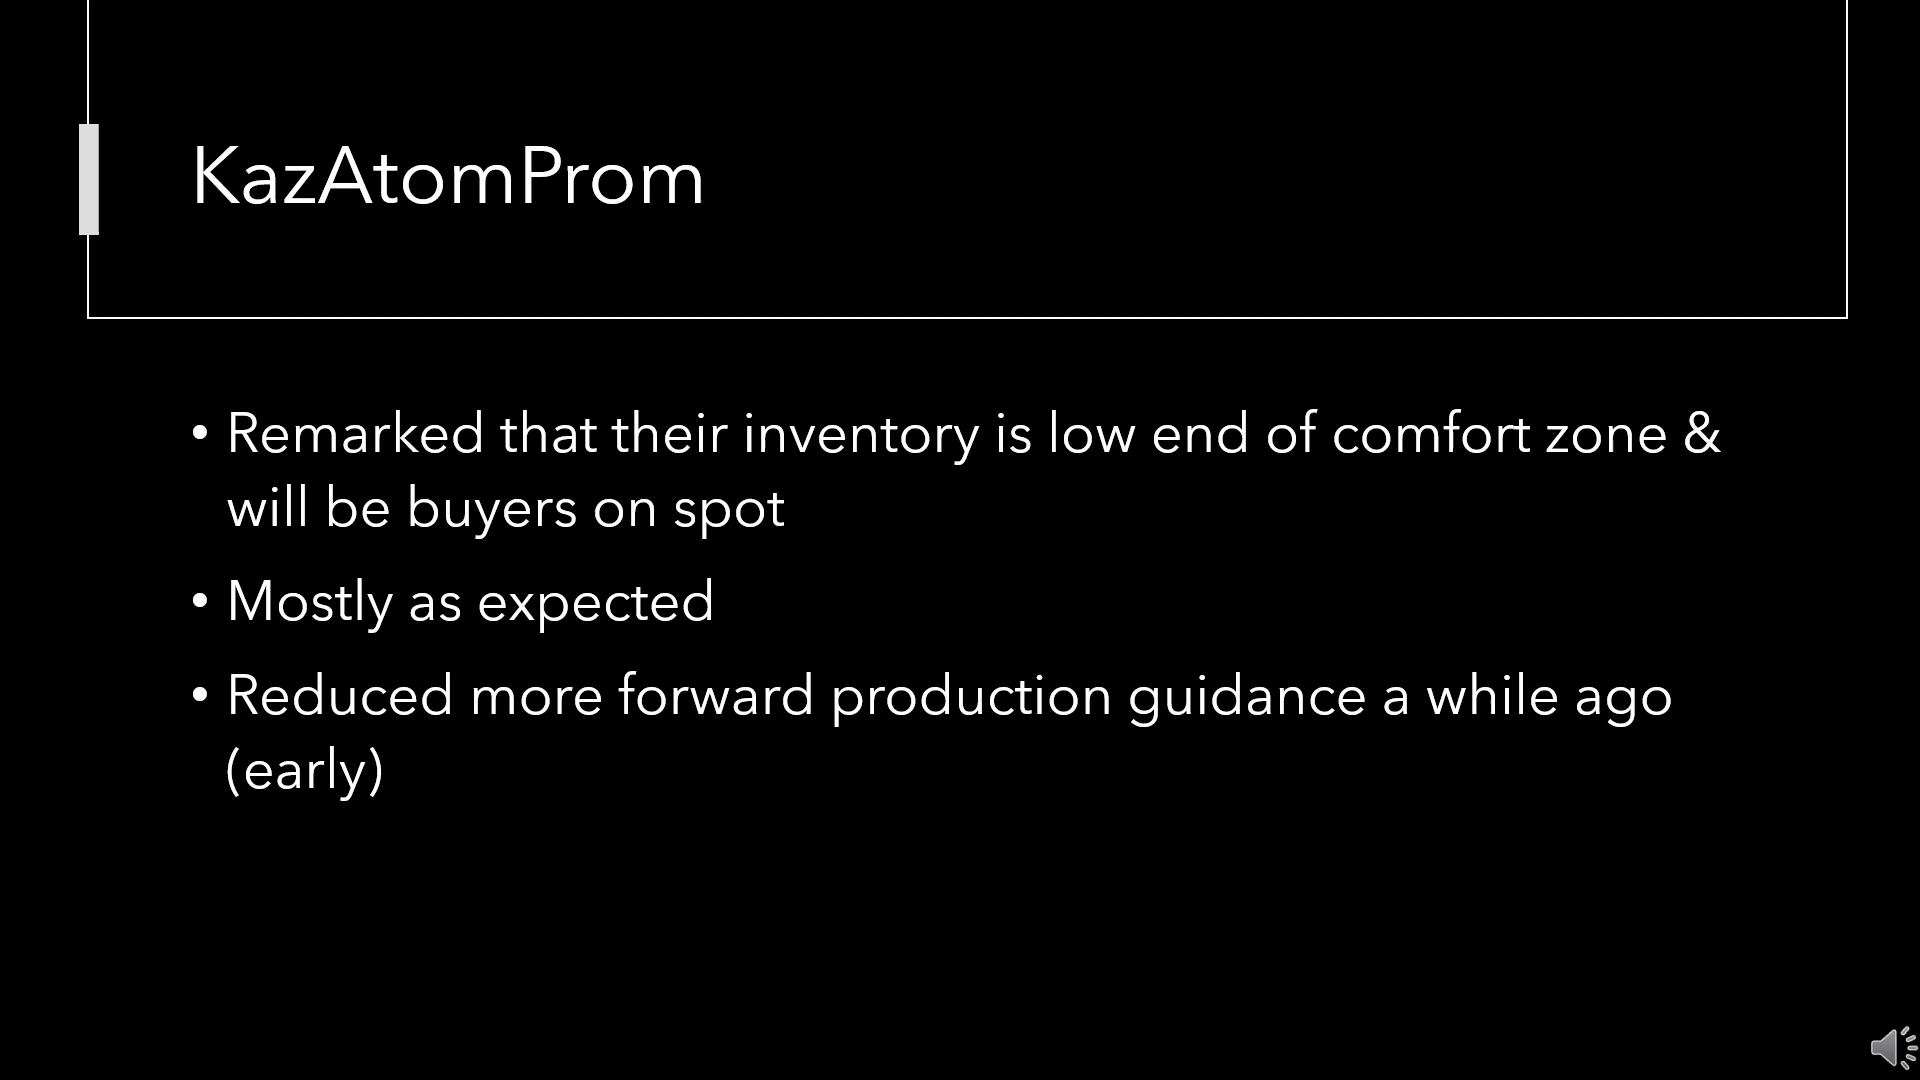 KazAtomProm
• Remarked that their inventory is low end of comfort zone &
will be buyers on spot
• Mostly as expected
• Reduced more forward production guidance a while ago
(early)